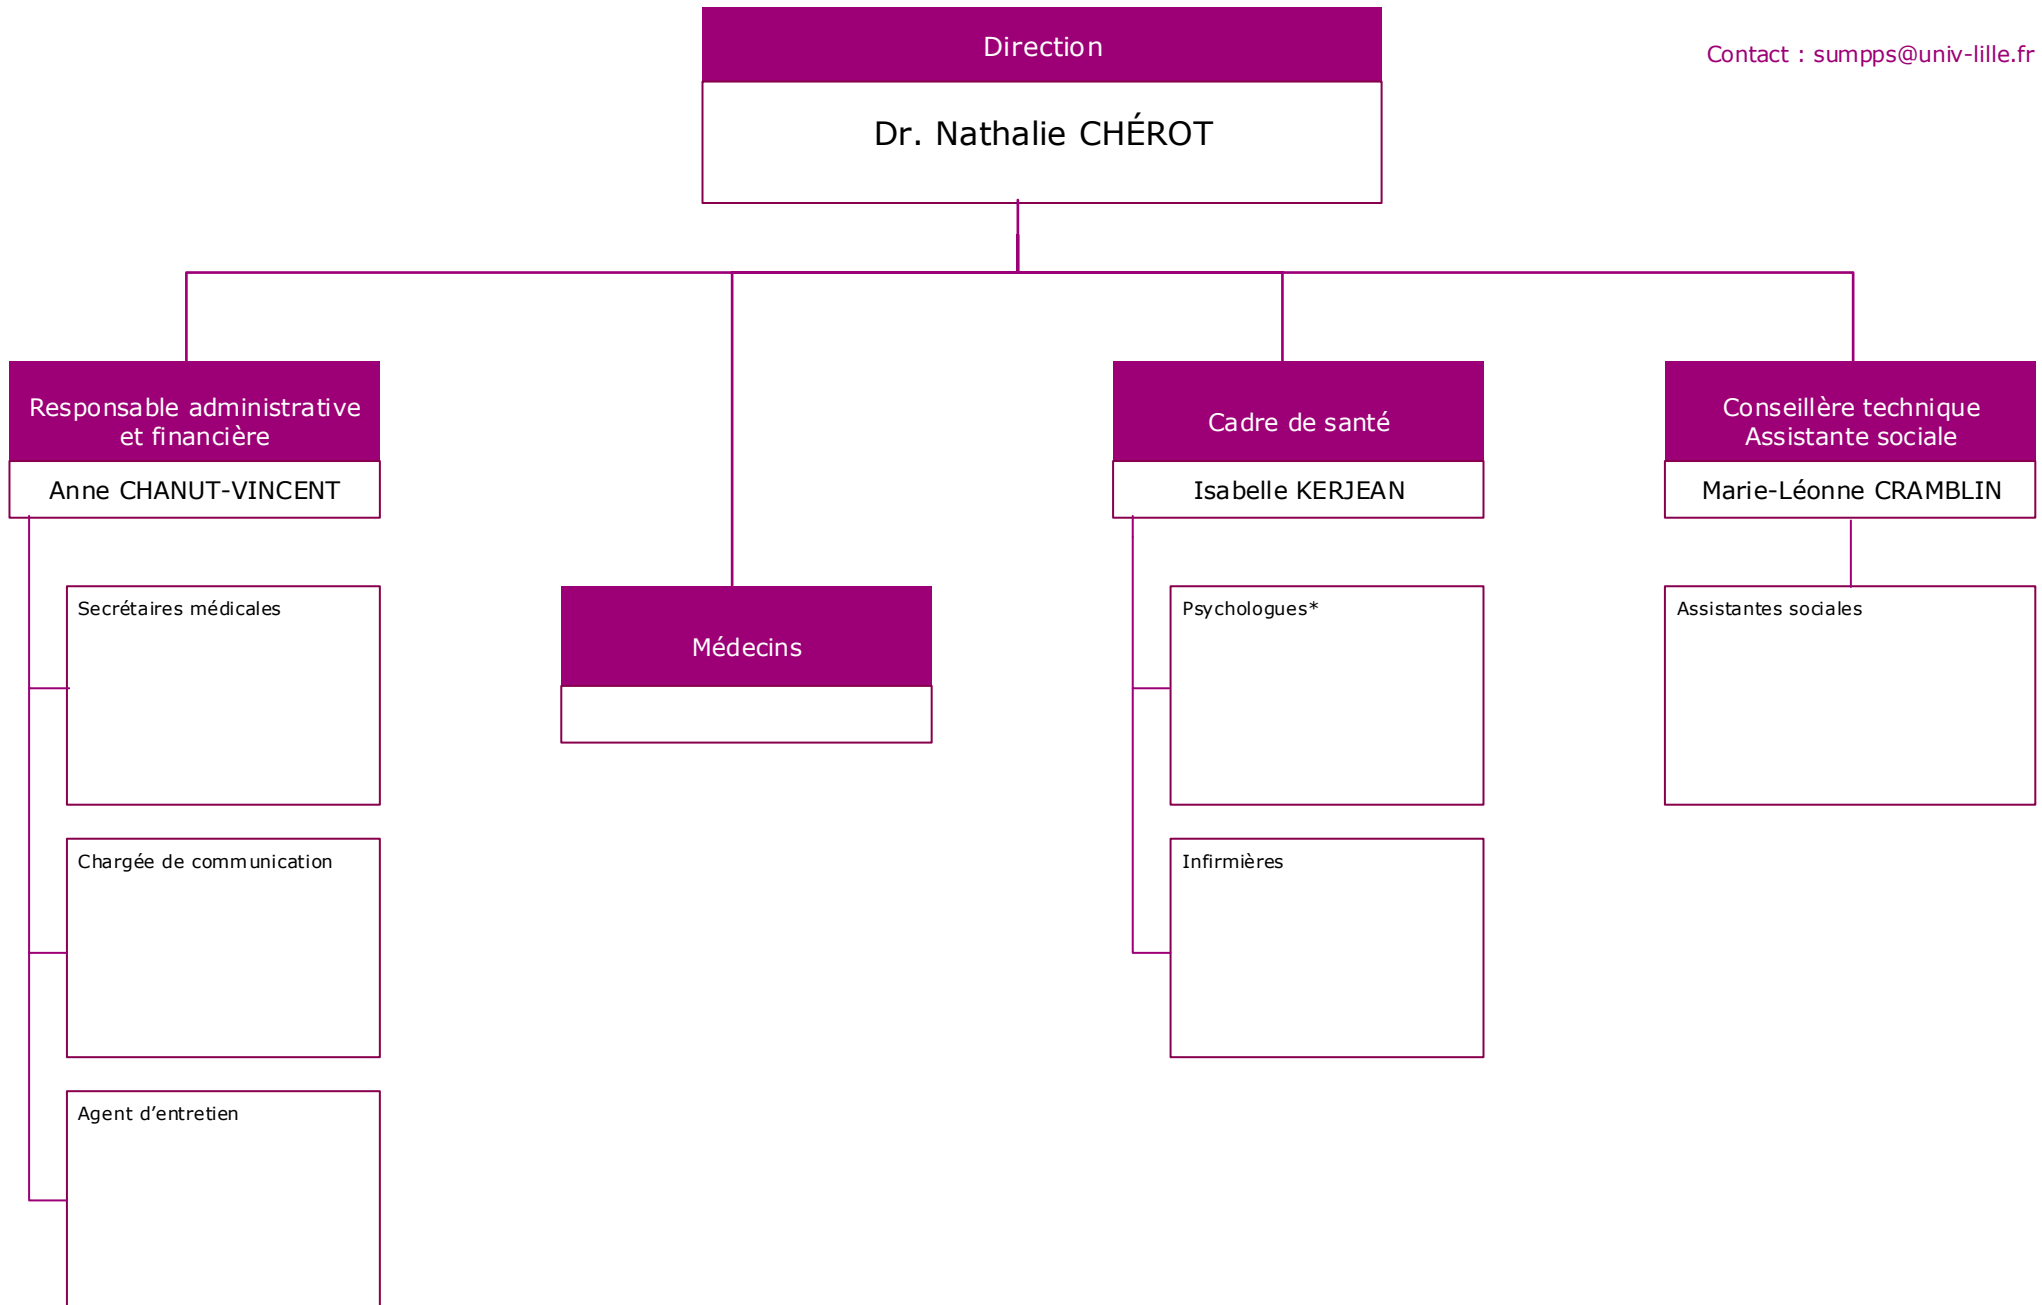 Direction
Contact : sumpps@univ-lille.fr
Dr. Nathalie CHÉROT
Responsable administrative
et financière
Anne CHANUT-VINCENT
Cadre de santé
Isabelle KERJEAN
Conseillère technique
Assistante sociale
Marie-Léonne CRAMBLIN
Secrétaires médicales
Médecins
Psychologues*
Assistantes sociales
Chargée de communication
Infirmières
Agent d’entretien